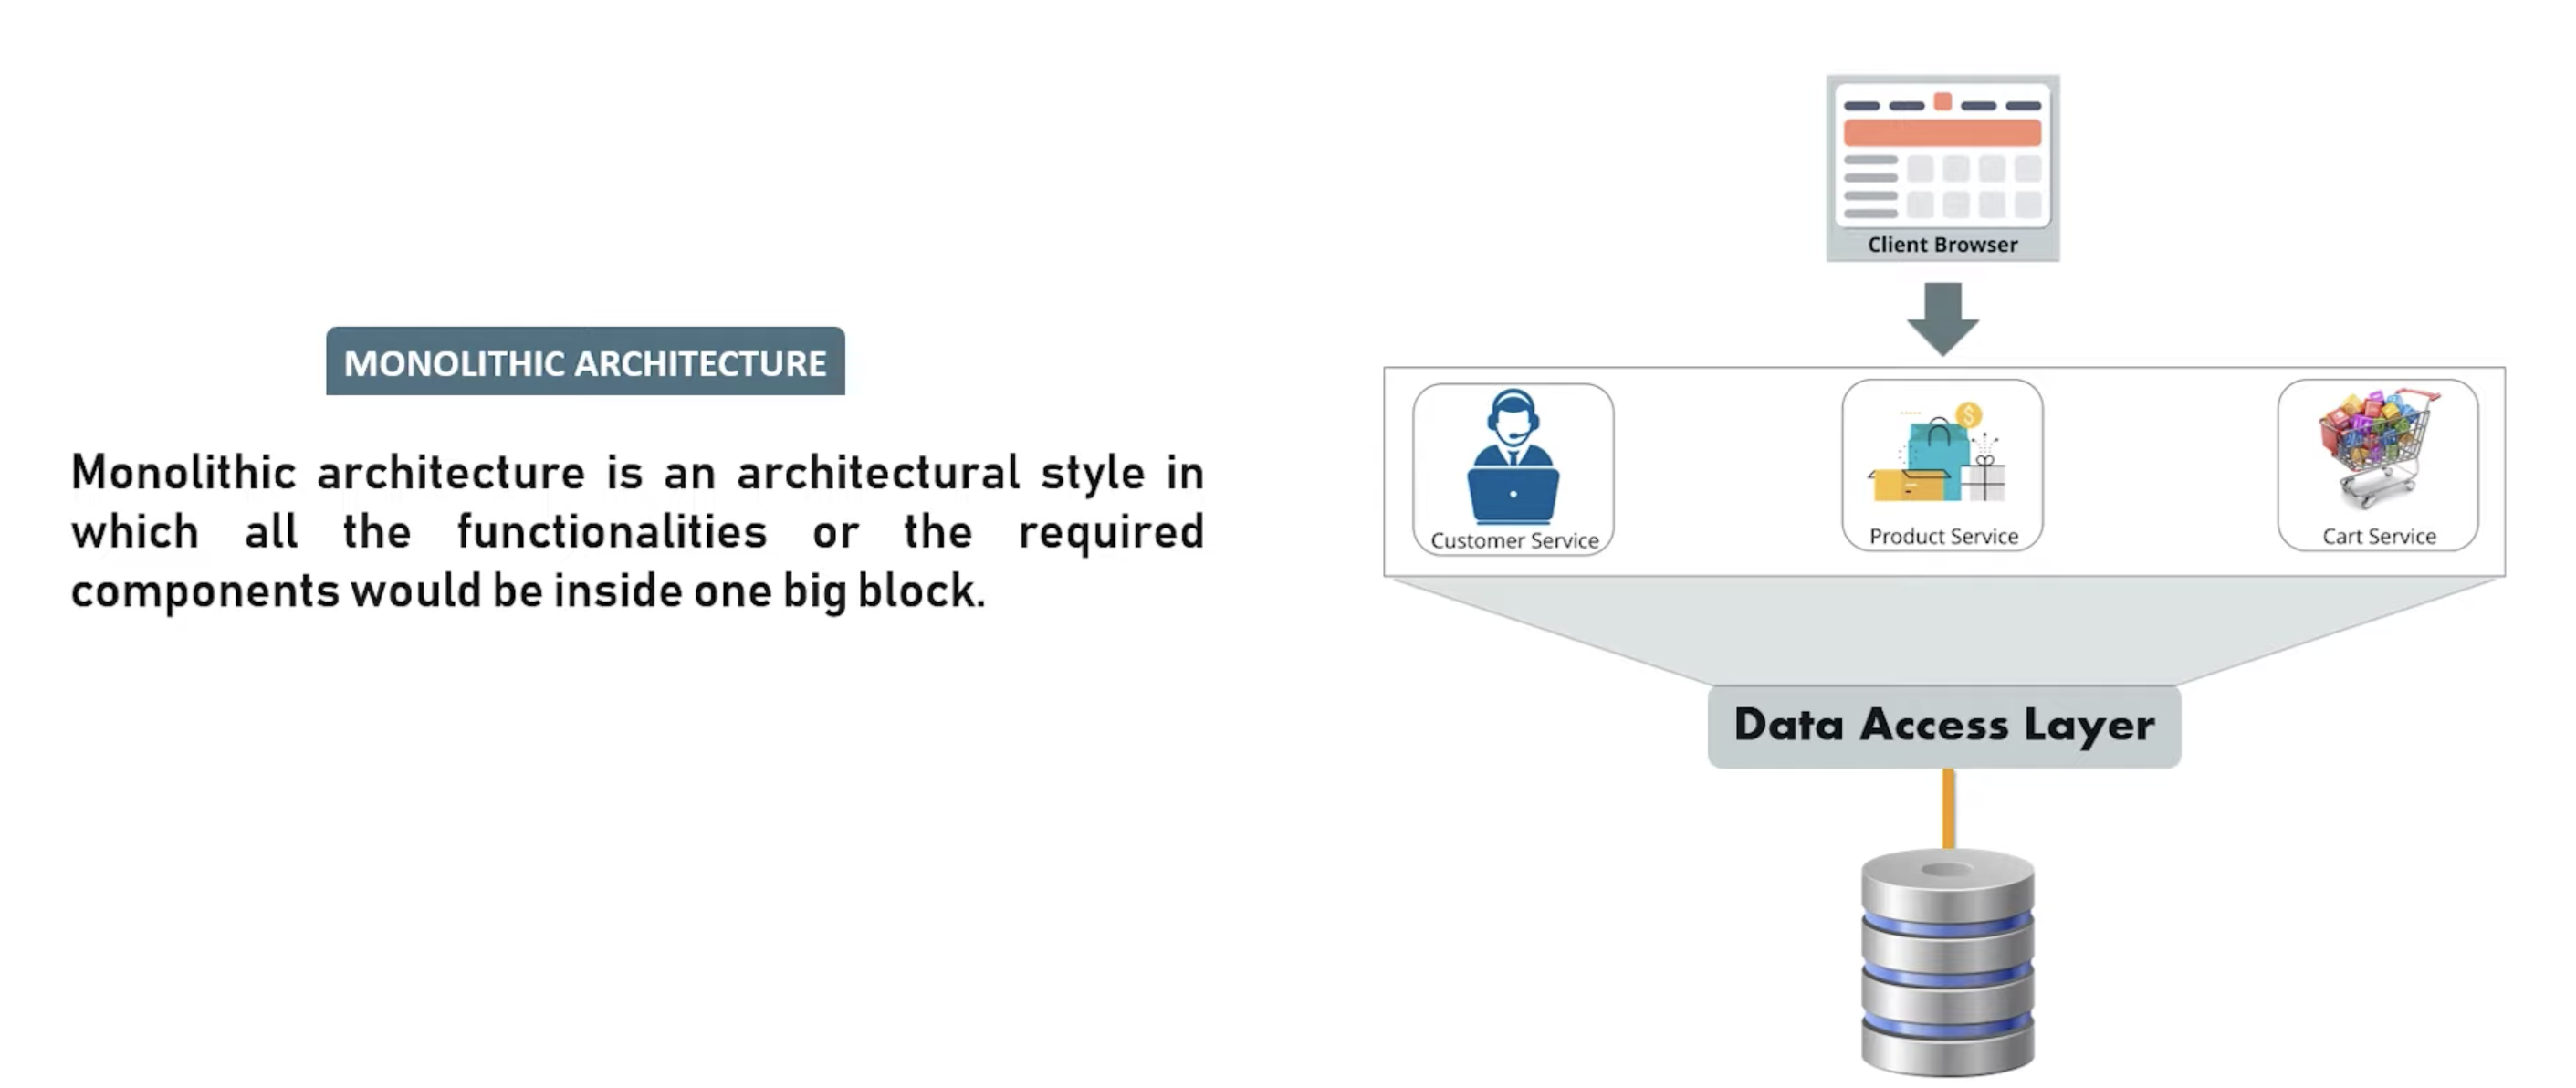 MONOLITHIC ARCHITECTURE
Monolithic architecture is an architectural style in
which all the functionalities or the required
components would be inside one big block.
Client Browser
Customer Service
Product Service
Cart Service
Data Access Layer